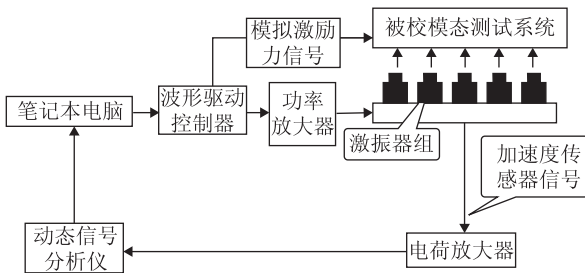 模拟激励
力信号
被校模态测试系统
笔记本电脑
波形驱动
控制器
功率
放大器
激振器组
加速度传
感器信号
动态信号
分析仪
电荷放大器